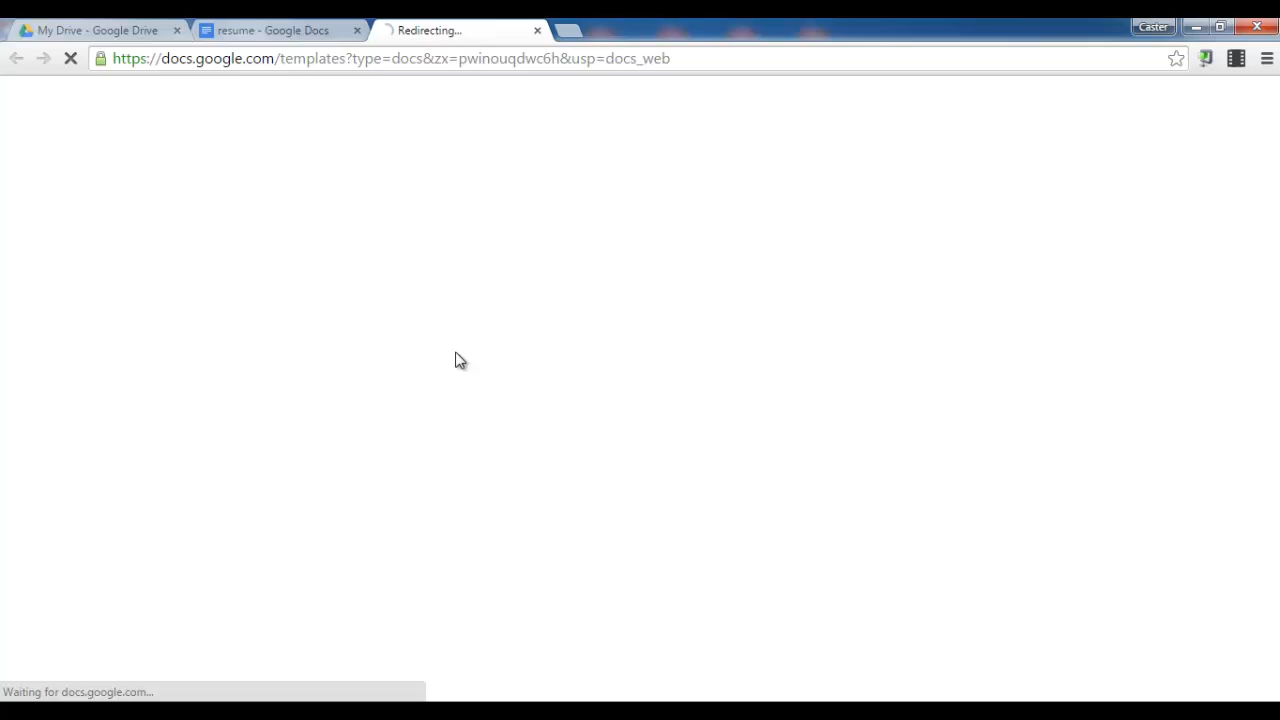 My Drive - Google Drive
resume - Google Docs
Redirecting...
Caster
https://docs.google.com/templates?type=docs&zx=pwinouqdwc6h&usp=docs_web
Waiting for docs.google.com...